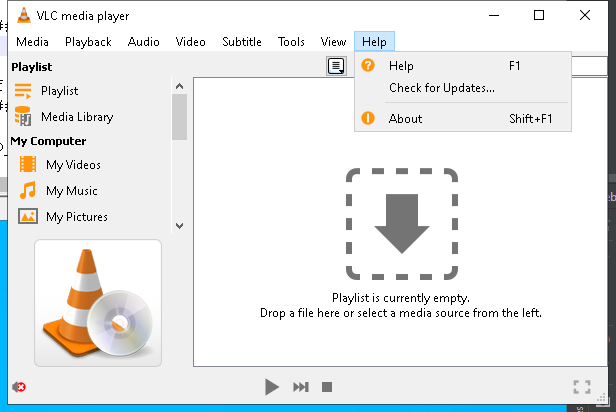 VLC media player
Media Playback Audio Video Subtitle Tools View Help
Playlist
Playlist
Media Library
My Computer
My Videos
My Music
My Pictures
Help F1
Check for Updates...
About Shift+F1
Playlist is currently empty.
Drop a file here or select a media source from the left.